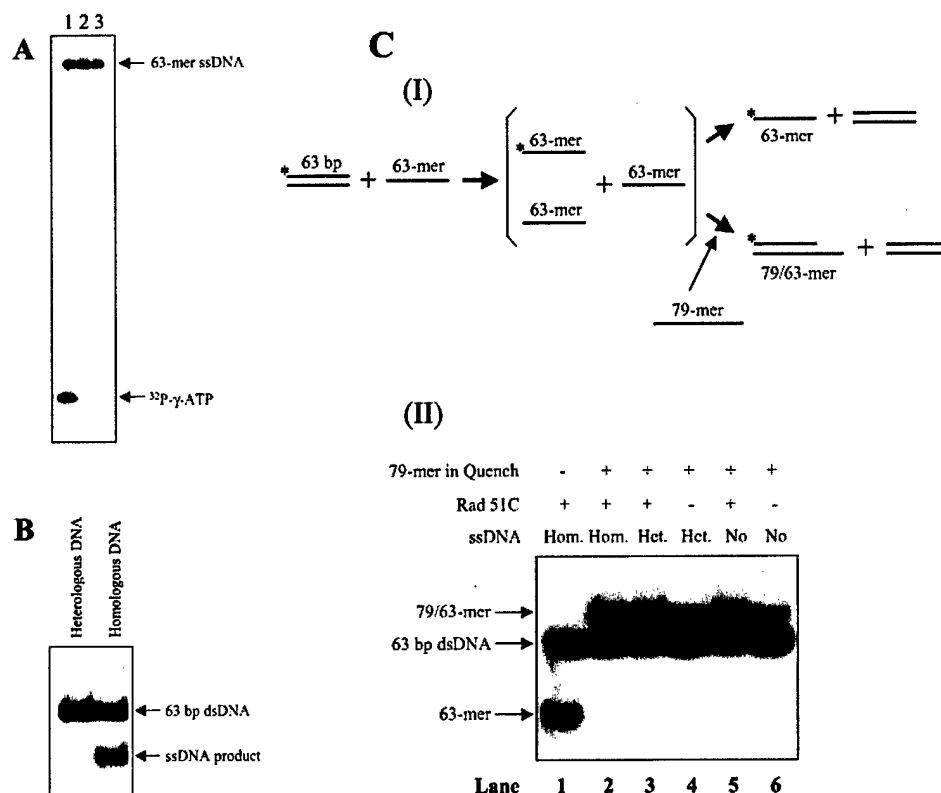 A
1 2 3
63-mer ssDNA
³²P-γ-ATP
B
Heterologous DNA
Homologous DNA
63 bp dsDNA
ssDNA product
C
(I)
* 63 bp + 63-mer
* 63-mer
63-mer
+ 63-mer
* 63-mer +
* 79/63-mer +
79-mer
(II)
79-mer in Quench - + + + + +
Rad 51C + + + - + -
ssDNA Hom. Hom. Het. Het. No No
79/63-mer
63 bp dsDNA
63-mer
Lane 1 2 3 4 5 6